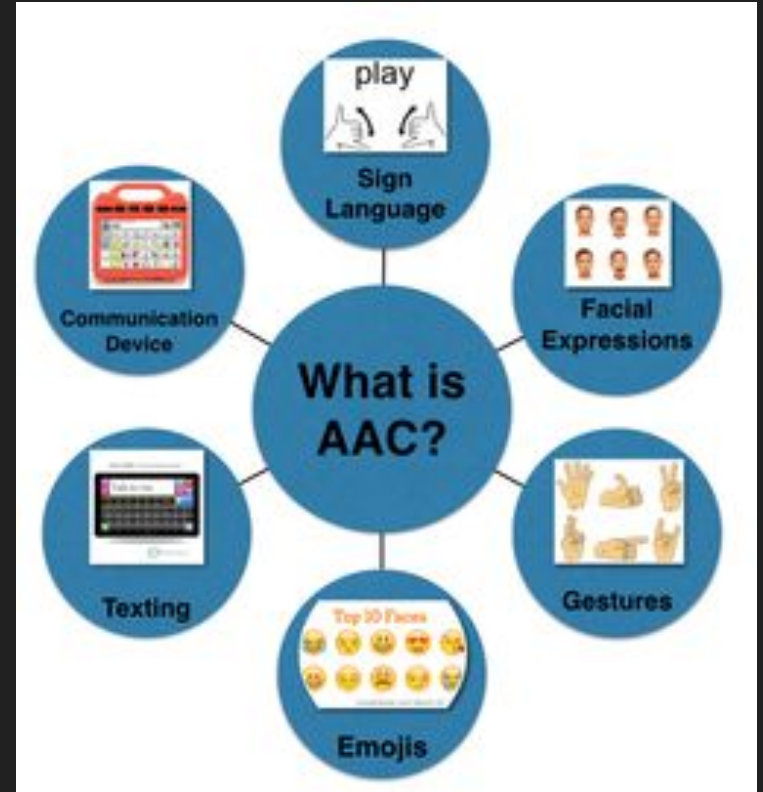 What is
AAC?
play
Sign
Language
Facial
Expressions
Gestures
Top 10 Faces
Emojis
Texting
Communication
Device